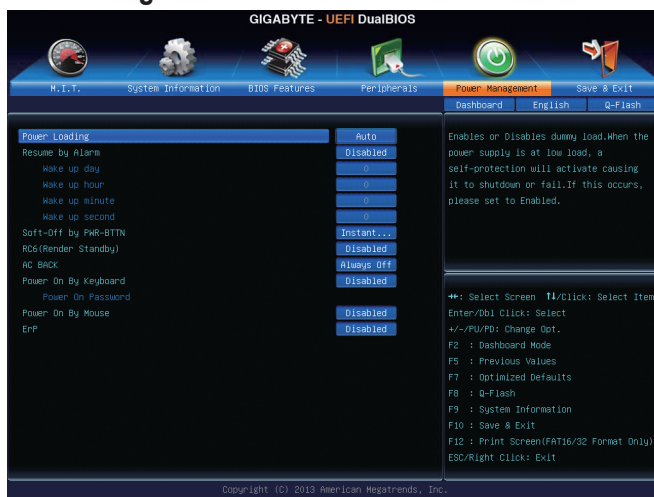 GIGABYTE - UEFI DualBIOS
M.I.T. System Information BIOS Features Peripherals Power Management Save & Exit
Dashboard English Q-Flash
Power Loading Auto
Resume by Alarm Disabled
Wake up day 0
Wake up hour 0
Wake up minute 0
Wake up second 0
Soft-Off by PWR-BTTN Instant...
RC6(Render Standby) Disabled
AC BACK Always Off
Power On By Keyboard Disabled
Power On Password
Power On By Mouse Disabled
ErP Disabled
Enables or Disables dummy load.When the
power supply is at low load, a
self-protection will activate causing
it to shutdown or fail.If this occurs,
please set to Enabled.
→←: Select Screen ↑↓/Click: Select Item
Enter/Dbl Click: Select
+/-/PU/PD: Change Opt.
F2 : Dashboard Mode
F5 : Previous Values
F7 : Optimized Defaults
F8 : Q-Flash
F9 : System Information
F10 : Save & Exit
F12 : Print Screen(FAT16/32 Format Only)
ESC/Right Click: Exit
Copyright (C) 2013 American Megatrends, Inc.